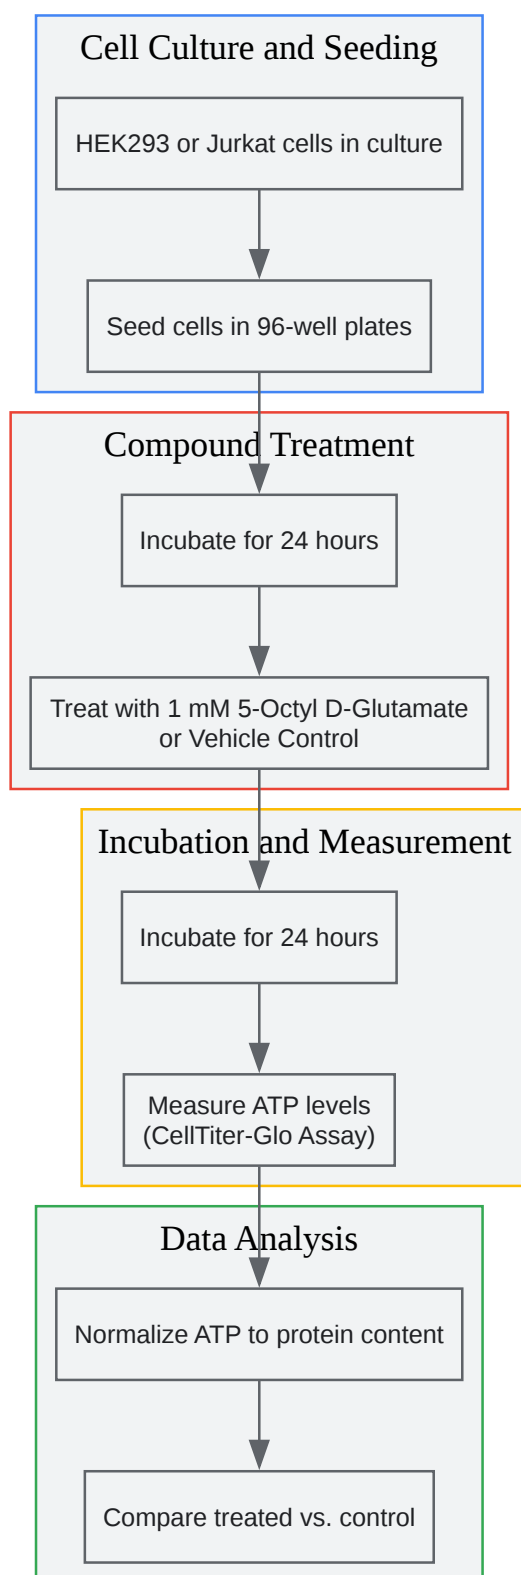 Cell Culture and Seeding
HEK293 or Jurkat cells in culture
Seed cells in 96-well plates
Compound Treatment
Incubate for 24 hours
Treat with 1 mM 5-Octyl D-Glutamate
or Vehicle Control
Incubation and Measurement
Incubate for 24 hours
Measure ATP levels
(CellTiter-Glo Assay)
Data Analysis
Normalize ATP to protein content
Compare treated vs. control